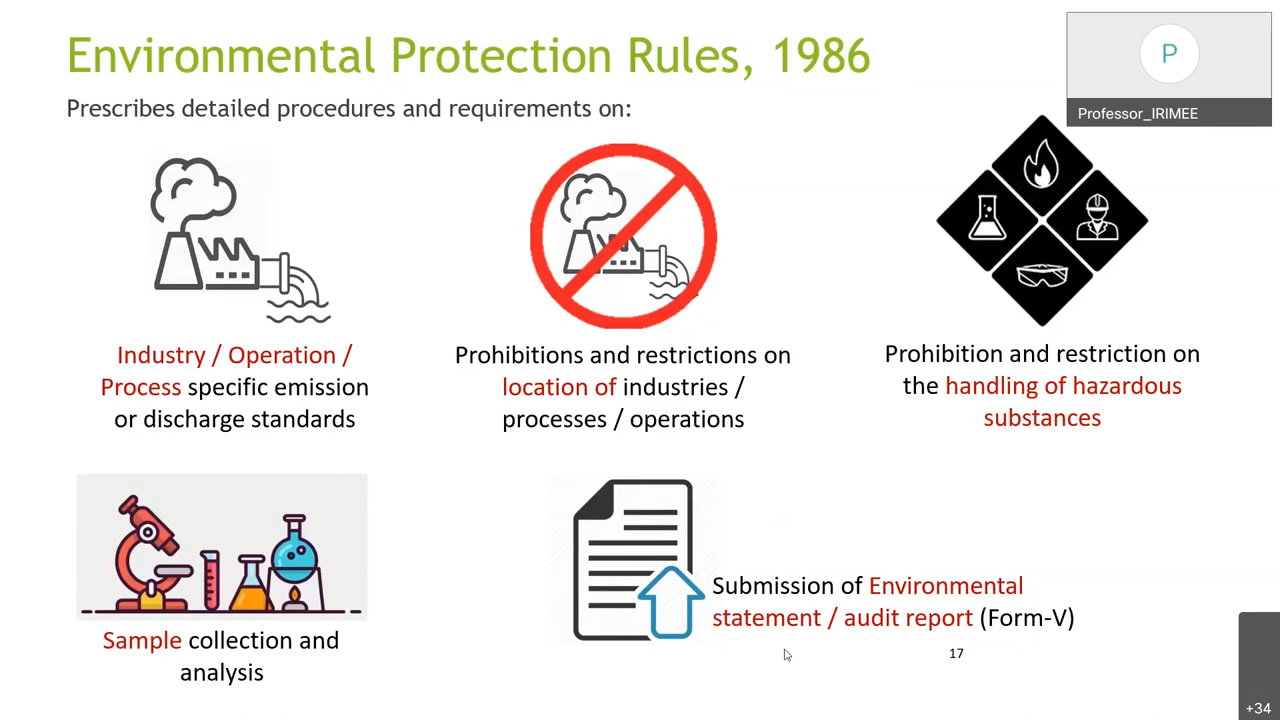 Environmental Protection Rules, 1986
Prescribes detailed procedures and requirements on:
P
Professor_IRIMEE
Industry / Operation /
Process specific emission
or discharge standards
Prohibitions and restrictions on
location of industries /
processes / operations
Prohibition and restriction on
the handling of hazardous
substances
Sample collection and
analysis
Submission of Environmental
statement / audit report (Form-V)
17
+34